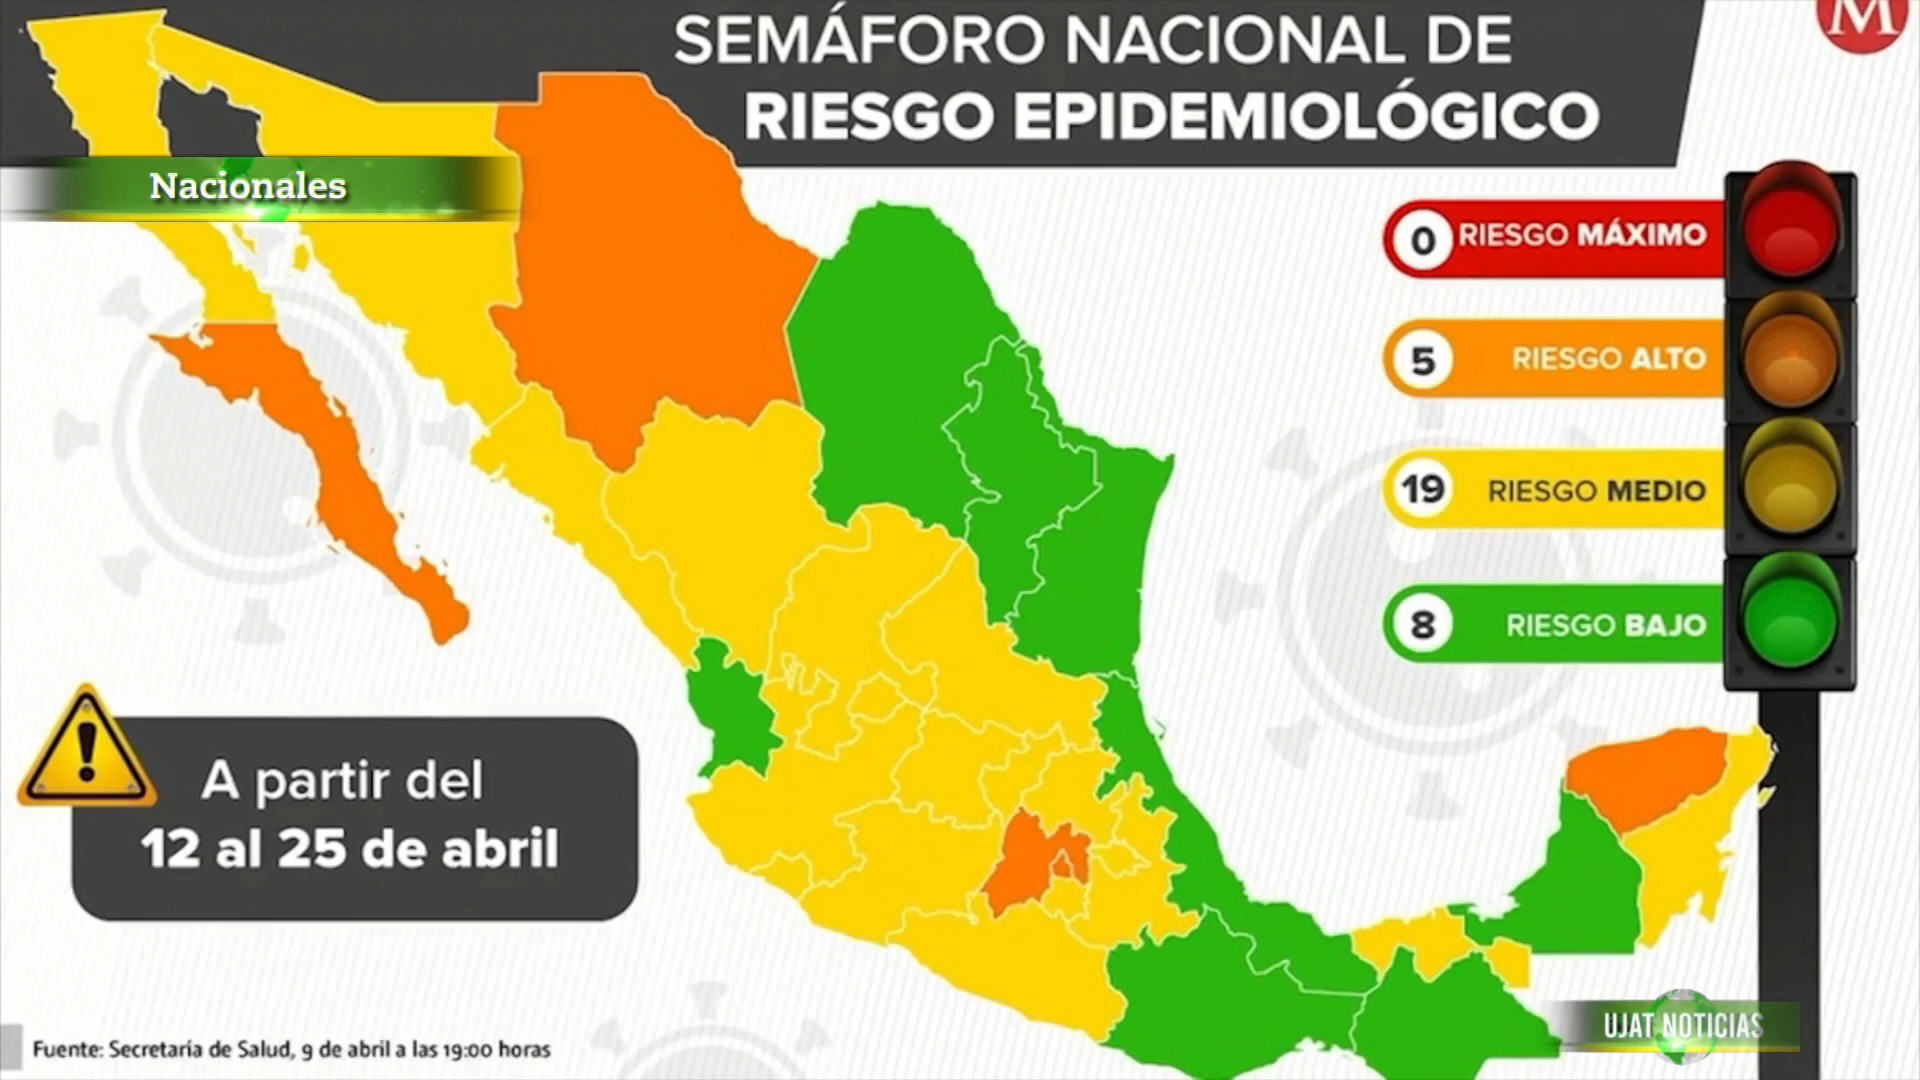 SEMÁFORO NACIONAL DE
RIESGO EPIDEMIOLÓGICO
M
Nacionales
0 RIESGO MÁXIMO
5 RIESGO ALTO
19 RIESGO MEDIO
8 RIESGO BAJO
A partir del
12 al 25 de abril
UJAT NOTICIAS
Fuente: Secretaría de Salud, 9 de abril a las 19:00 horas